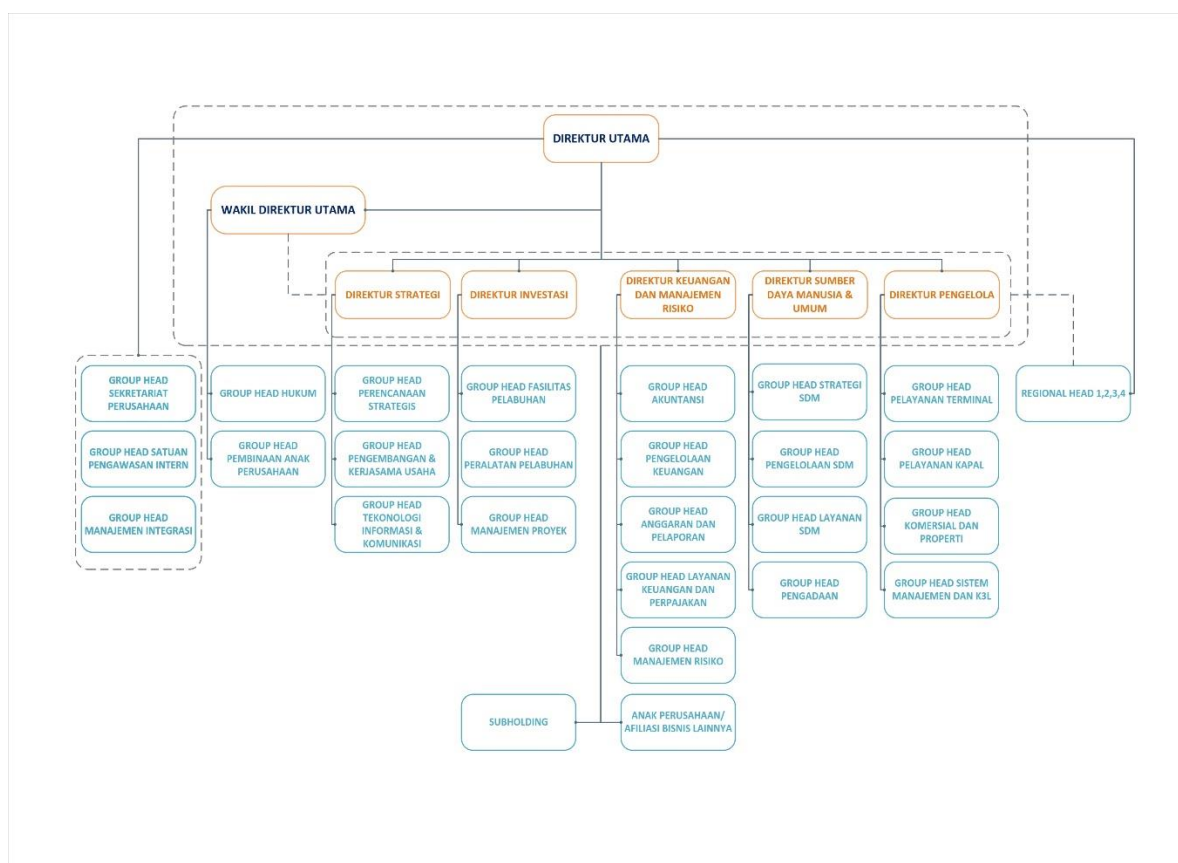 DIREKTUR UTAMA
WAKIL DIREKTUR UTAMA
DIREKTUR STRATEGI
DIREKTUR INVESTASI
DIREKTUR KEUANGAN
DAN MANAJEMEN
RISIKO
DIREKTUR SUMBER
DAYA MANUSIA &
UMUM
DIREKTUR PENGELOLA
GROUP HEAD
SEKRETARIAT
PERUSAHAAN
GROUP HEAD HUKUM
GROUP HEAD
PERENCANAAN
STRATEGIS
GROUP HEAD FASILITAS
PELABUHAN
GROUP HEAD
AKUNTANSI
GROUP HEAD STRATEGI
SDM
GROUP HEAD
PELAYANAN TERMINAL
REGIONAL HEAD 1,2,3,4
GROUP HEAD SATUAN
PENGAWASAN INTERN
GROUP HEAD
PEMBINAAN ANAK
PERUSAHAAN
GROUP HEAD
PENGEMBANGAN &
KERJASAMA USAHA
GROUP HEAD
PERALATAN PELABUHAN
GROUP HEAD
PENGELOLAAN
KEUANGAN
GROUP HEAD
PENGELOLAAN SDM
GROUP HEAD
PELAYANAN KAPAL
GROUP HEAD
MANAJEMEN INTEGRASI
GROUP HEAD
TEKONOLOGI
INFORMASI &
KOMUNIKASI
GROUP HEAD
MANAJEMEN PROYEK
GROUP HEAD
ANGGARAN DAN
PELAPORAN
GROUP HEAD LAYANAN
SDM
GROUP HEAD
KOMERSIAL DAN
PROPERTI
GROUP HEAD LAYANAN
KEUANGAN DAN
PERPAJAKAN
GROUP HEAD
PENGADAAN
GROUP HEAD SISTEM
MANAJEMEN DAN K3L
GROUP HEAD
MANAJEMEN RISIKO
SUBHOLDING
ANAK PERUSAHAAN/
AFILIASI BISNIS LAINNYA